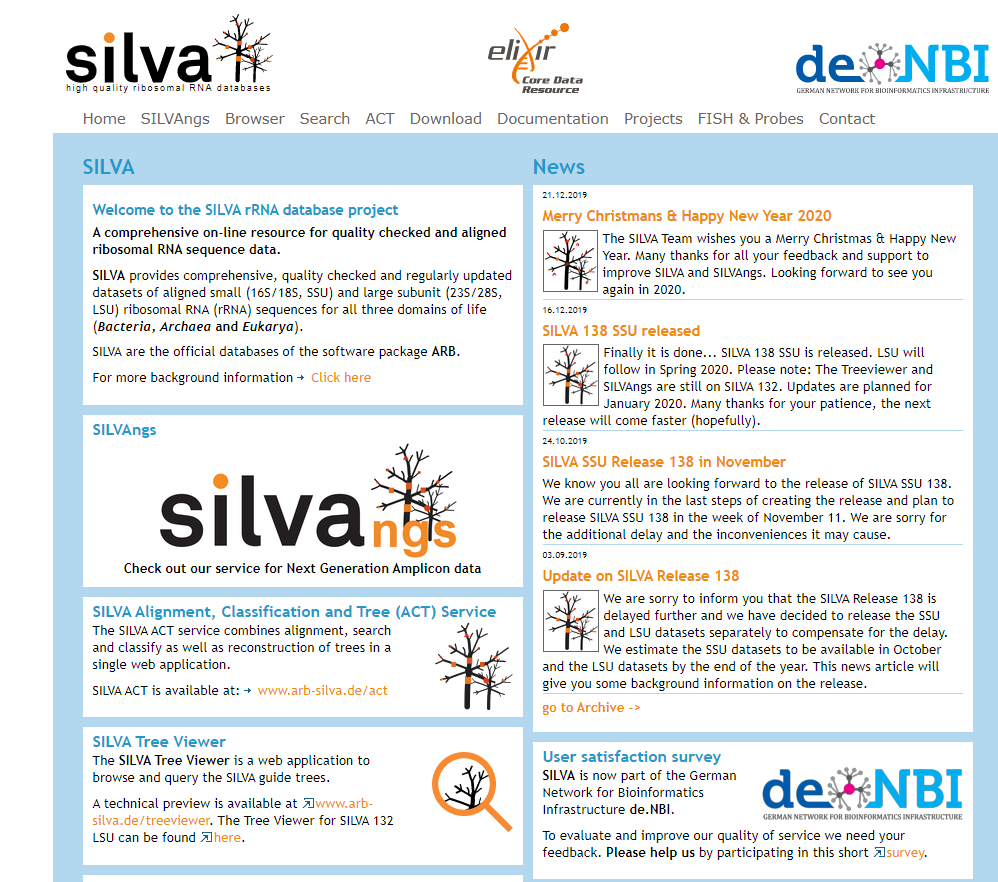 silva
high quality ribosomal RNA databases
elixir
Core Data
Resource
de.NBI
GERMAN NETWORK FOR BIOINFORMATICS INFRASTRUCTURE
Home SILVAngs Browser Search ACT Download Documentation Projects FISH & Probes Contact
SILVA
Welcome to the SILVA rRNA database project
A comprehensive on-line resource for quality checked and aligned
ribosomal RNA sequence data.
SILVA provides comprehensive, quality checked and regularly updated
datasets of aligned small (16S/18S, SSU) and large subunit (23S/28S,
LSU) ribosomal RNA (rRNA) sequences for all three domains of life
(Bacteria, Archaea and Eukarya).
SILVA are the official databases of the software package ARB.
For more background information → Click here
SILVAngs
silva
ngs
Check out our service for Next Generation Amplicon data
SILVA Alignment, Classification and Tree (ACT) Service
The SILVA ACT service combines alignment, search
and classify as well as reconstruction of trees in a
single web application.
SILVA ACT is available at: → www.arb-silva.de/act
SILVA Tree Viewer
The SILVA Tree Viewer is a web application to
browse and query the SILVA guide trees.
A technical preview is available at www.arb-
silva.de/treeviewer. The Tree Viewer for SILVA 132
LSU can be found here.
News
21.12.2019
Merry Christmans & Happy New Year 2020
The SILVA Team wishes you a Merry Christmas & Happy New
Year. Many thanks for all your feedback and support to
improve SILVA and SILVAngs. Looking forward to see you
again in 2020.
16.12.2019
SILVA 138 SSU released
Finally it is done... SILVA 138 SSU is released. LSU will
follow in Spring 2020. Please note: The Treeviewer and
SILVAngs are still on SILVA 132. Updates are planned for
January 2020. Many thanks for your patience, the next
release will come faster (hopefully).
24.10.2019
SILVA SSU Release 138 in November
We know you all are looking forward to the release of SILVA SSU 138.
We are currently in the last steps of creating the release and plan to
release SILVA SSU 138 in the week of November 11. We are sorry for
the additional delay and the inconveniences it may cause.
03.09.2019
Update on SILVA Release 138
We are sorry to inform you that the SILVA Release 138 is
delayed further and we have decided to release the SSU
and LSU datasets separately to compensate for the delay.
We estimate the SSU datasets to be available in October
and the LSU datasets by the end of the year. This news article will
give you some background information on the release.
go to Archive ->
User satisfaction survey
SILVA is now part of the German
Network for Bioinformatics
Infrastructure de.NBI.
de.NBI
GERMAN NETWORK FOR BIOINFORMATICS INFRASTRUCTURE
To evaluate and improve our quality of service we need your
feedback. Please help us by participating in this short survey.